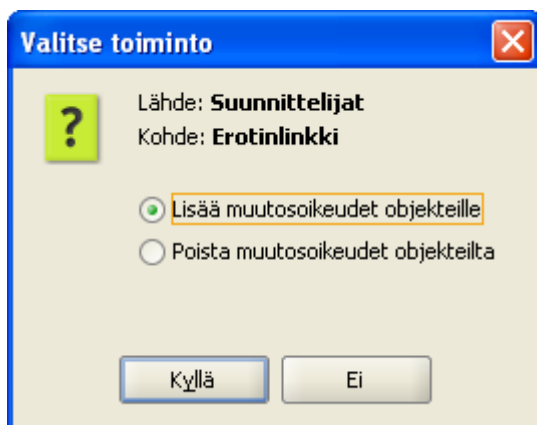 Valitse toiminto
?
Lähde: Suunnittelijat
Kohde: Erotinlinkki
Lisää muutosoikeudet objekteille
Poista muutosoikeudet objekteilta
Kyllä
Ei